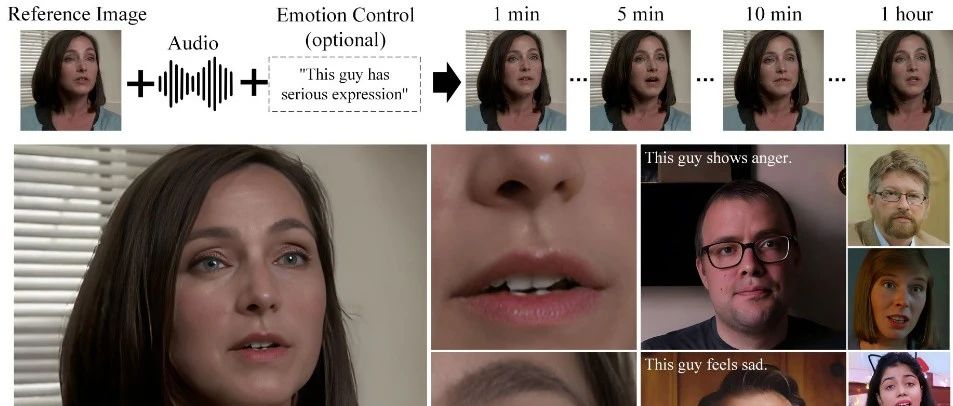 Reference Image
Audio
Emotion Control
(optional)
"This guy has
serious expression"
1 min
5 min
10 min
1 hour
...
...
...
This guy shows anger.
This guy feels sad.